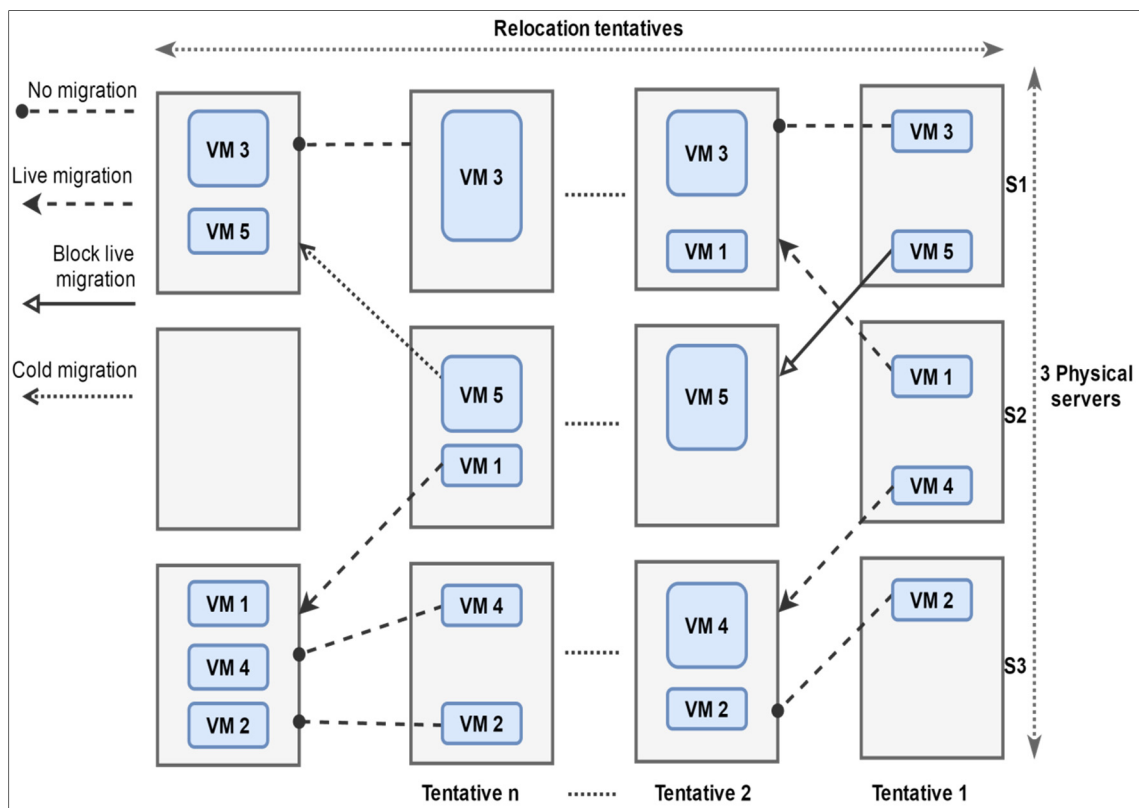 Relocation tentatives
No migration
Live migration
Block live
migration
Cold migration
VM 3
VM 5
VM 3
VM 3
VM 1
VM 3
VM 5
S1
VM 5
VM 1
VM 5
VM 1
VM 4
S2
3 Physical
servers
VM 1
VM 4
VM 2
VM 4
VM 2
VM 4
VM 2
VM 2
S3
Tentative n
Tentative 2
Tentative 1